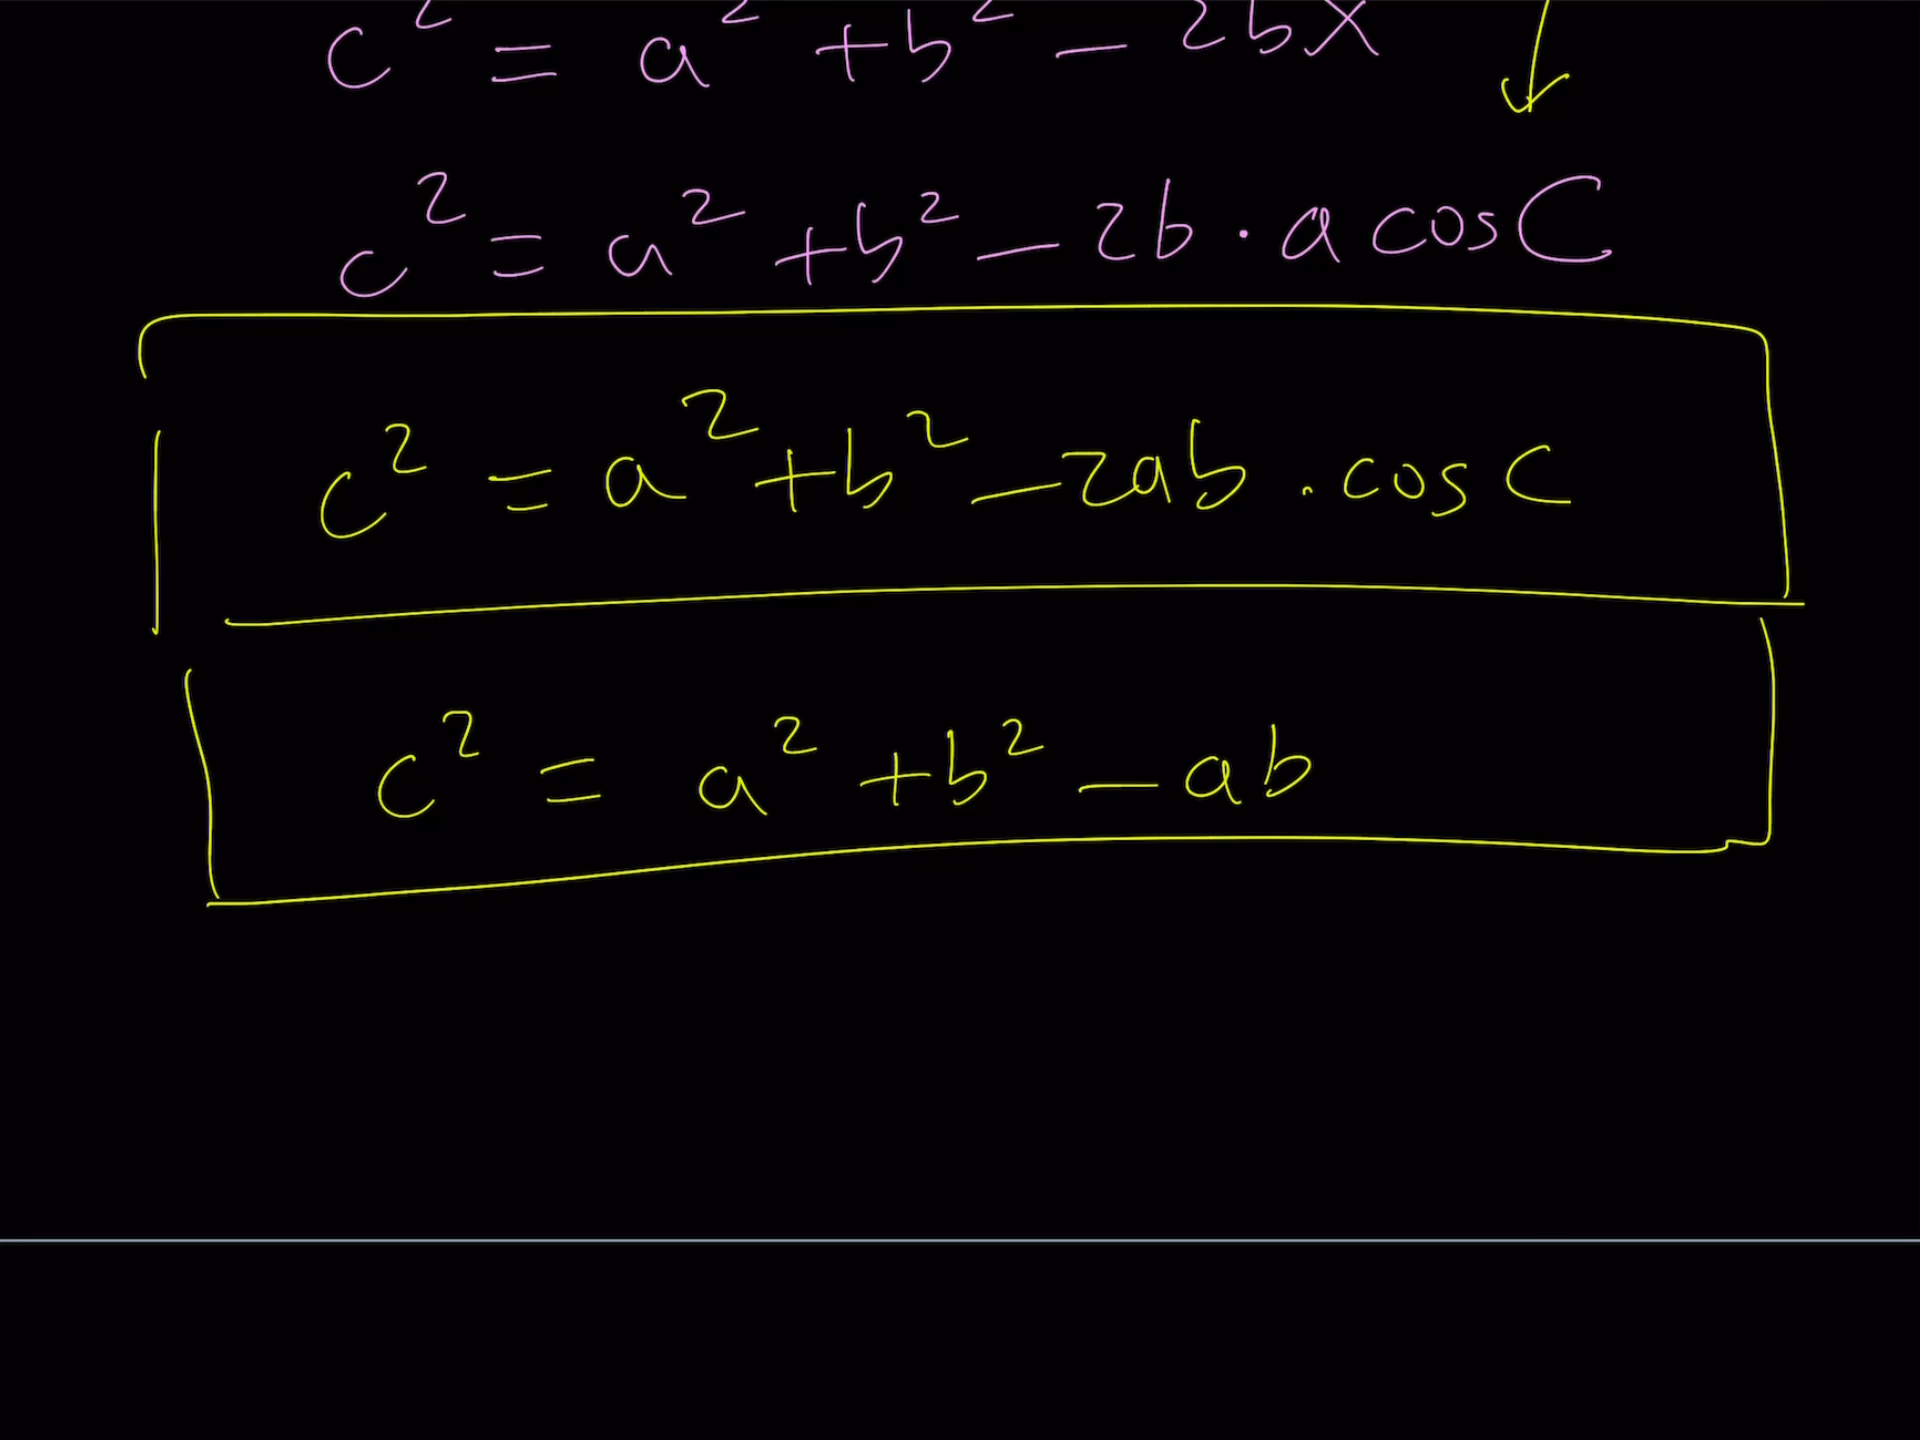 c² = a² + b² − 2bx
c² = a² + b² − 2b · a cos C
c² = a² + b² − 2ab · cos C
c² = a² + b² − ab